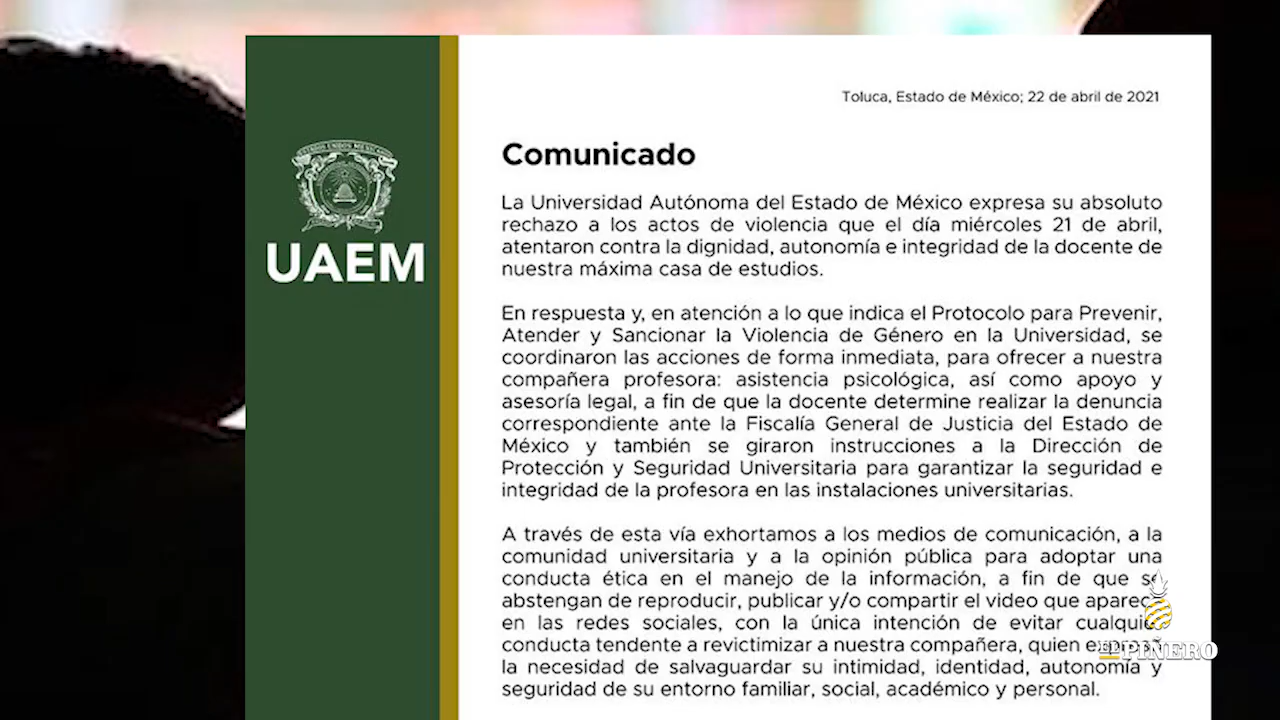 Toluca, Estado de México; 22 de abril de 2021
ESTADOS UNIDOS MEXICANOS
UAEM
Comunicado
La Universidad Autónoma del Estado de México expresa su absoluto
rechazo a los actos de violencia que el día miércoles 21 de abril,
atentaron contra la dignidad, autonomía e integridad de la docente de
nuestra máxima casa de estudios.
En respuesta y, en atención a lo que indica el Protocolo para Prevenir,
Atender y Sancionar la Violencia de Género en la Universidad, se
coordinaron las acciones de forma inmediata, para ofrecer a nuestra
compañera profesora: asistencia psicológica, así como apoyo y
asesoría legal, a fin de que la docente determine realizar la denuncia
correspondiente ante la Fiscalía General de Justicia del Estado de
México y también se giraron instrucciones a la Dirección de
Protección y Seguridad Universitaria para garantizar la seguridad e
integridad de la profesora en las instalaciones universitarias.
A través de esta vía exhortamos a los medios de comunicación, a la
comunidad universitaria y a la opinión pública para adoptar una
conducta ética en el manejo de la información, a fin de que se
abstengan de reproducir, publicar y/o compartir el video que aparece
en las redes sociales, con la única intención de evitar cualquier
conducta tendente a revictimizar a nuestra compañera, quien
la necesidad de salvaguardar su intimidad, identidad, autonomía y
seguridad de su entorno familiar, social, académico y personal.
EL PIÑERO